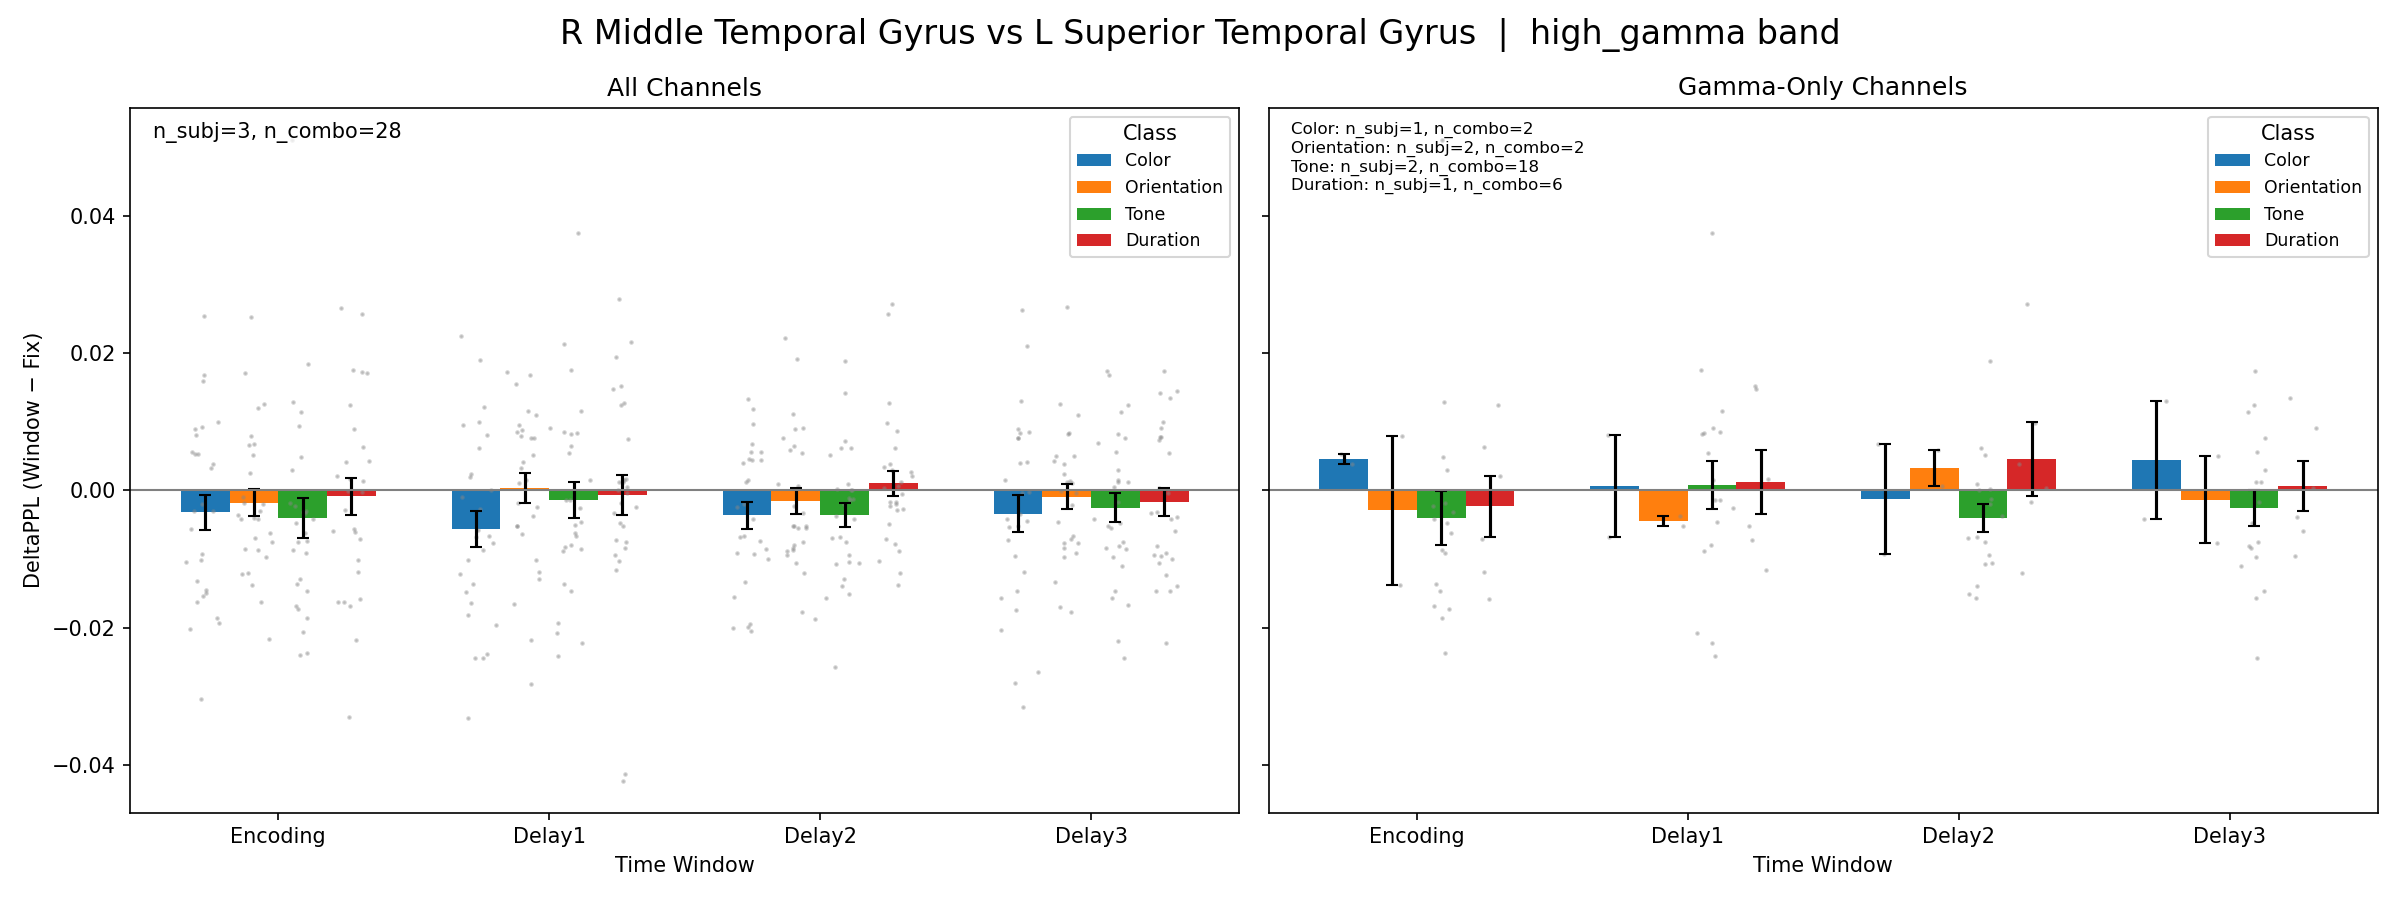 R Middle Temporal Gyrus vs L Superior Temporal Gyrus | high_gamma band
All Channels
n_subj=3, n_combo=28
Class
Color
Orientation
Tone
Duration
DeltaPPL (Window − Fix)
0.04
0.02
0.00
−0.02
−0.04
Encoding
Delay1
Delay2
Delay3
Time Window
Gamma-Only Channels
Color: n_subj=1, n_combo=2
Orientation: n_subj=2, n_combo=2
Tone: n_subj=2, n_combo=18
Duration: n_subj=1, n_combo=6
Class
Color
Orientation
Tone
Duration
Encoding
Delay1
Delay2
Delay3
Time Window